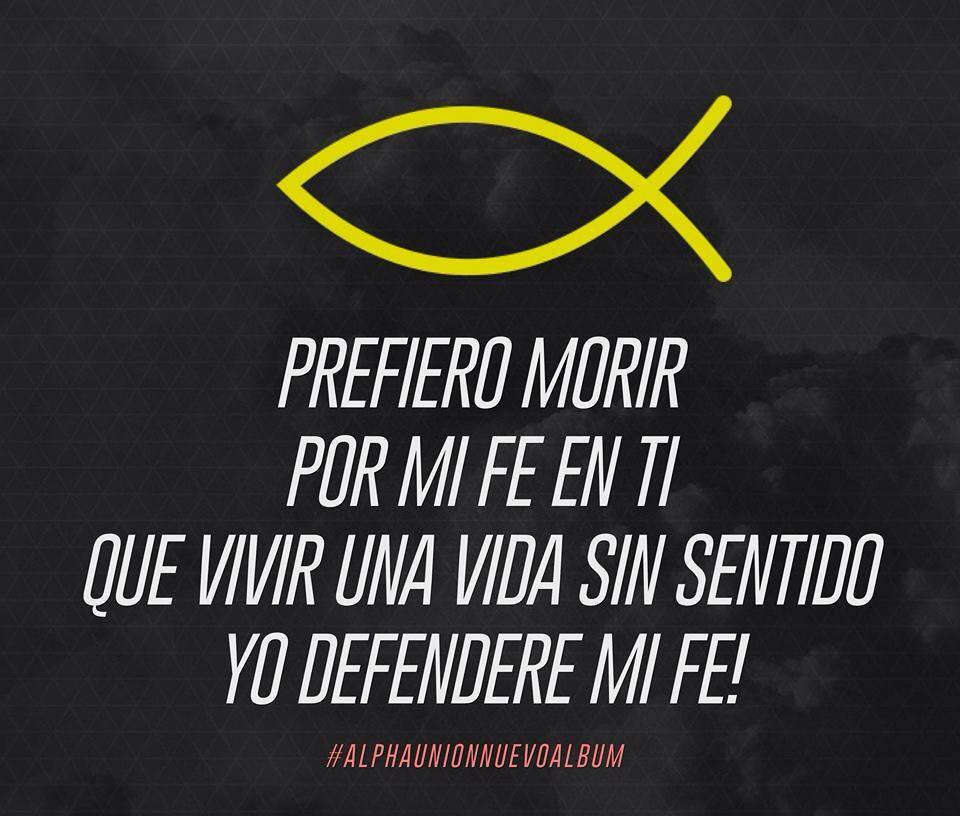 PREFIERO MORIR
POR MI FE EN TI
QUE VIVIR UNA VIDA SIN SENTIDO
YO DEFENDERE MI FE!
#ALPHAUNIONNUEVOALBUM